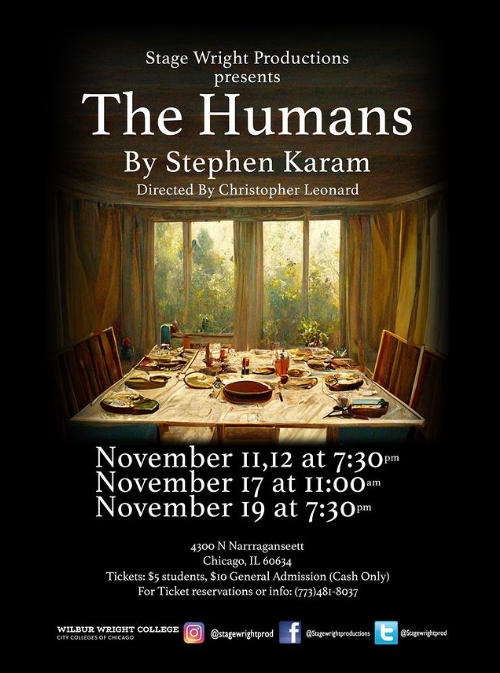 Stage Wright Productions
presents
The Humans
By Stephen Karam
Directed By Christopher Leonard
November 11,12 at 7:30pm
November 17 at 11:00am
November 19 at 7:30pm
4300 N Narrraganseett
Chicago, IL 60634
Tickets: $5 students, $10 General Admission (Cash Only)
For Ticket reservations or info: (773)481-8037
WILBUR WRIGHT COLLEGE
CITY COLLEGES OF CHICAGO
@stagewrightprod
@Stagewrightproductions
@Stagewrightprod